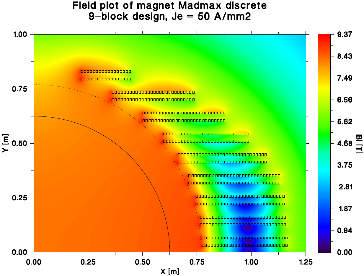 Field plot of magnet Madmax discrete
9-block design, Je = 50 A/mm2
1.00
0.75
0.50
0.25
0.00
Y [m]
0.00 0.25 0.50 0.75 1.00 1.25
X [m]
9.37
8.43
7.49
6.56
5.62
4.68
3.75
2.81
1.87
0.94
0.00
|B| [T]